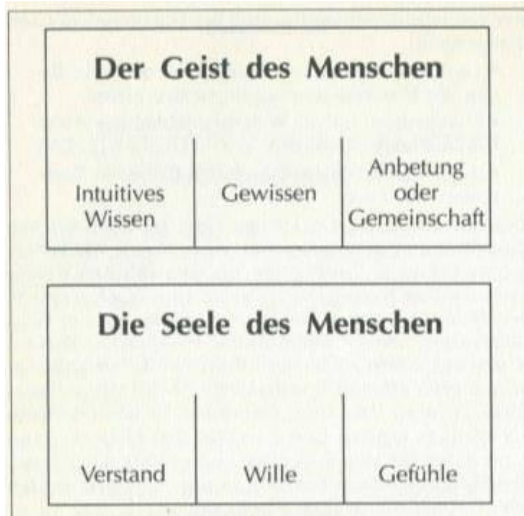 Der Geist des Menschen
Intuitives
Wissen
Gewissen
Anbetung
oder
Gemeinschaft
Die Seele des Menschen
Verstand
Wille
Gefühle